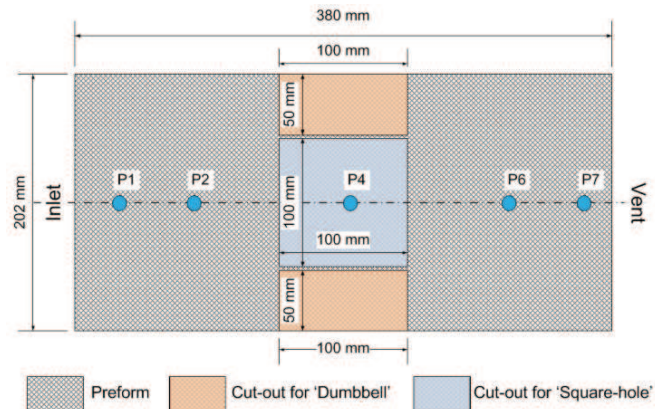 380 mm
100 mm
50 mm
P1 P2 P4 P6 P7
202 mm
Inlet
100 mm
Vent
100 mm
50 mm
100 mm
Preform
Cut-out for 'Dumbbell'
Cut-out for 'Square-hole'